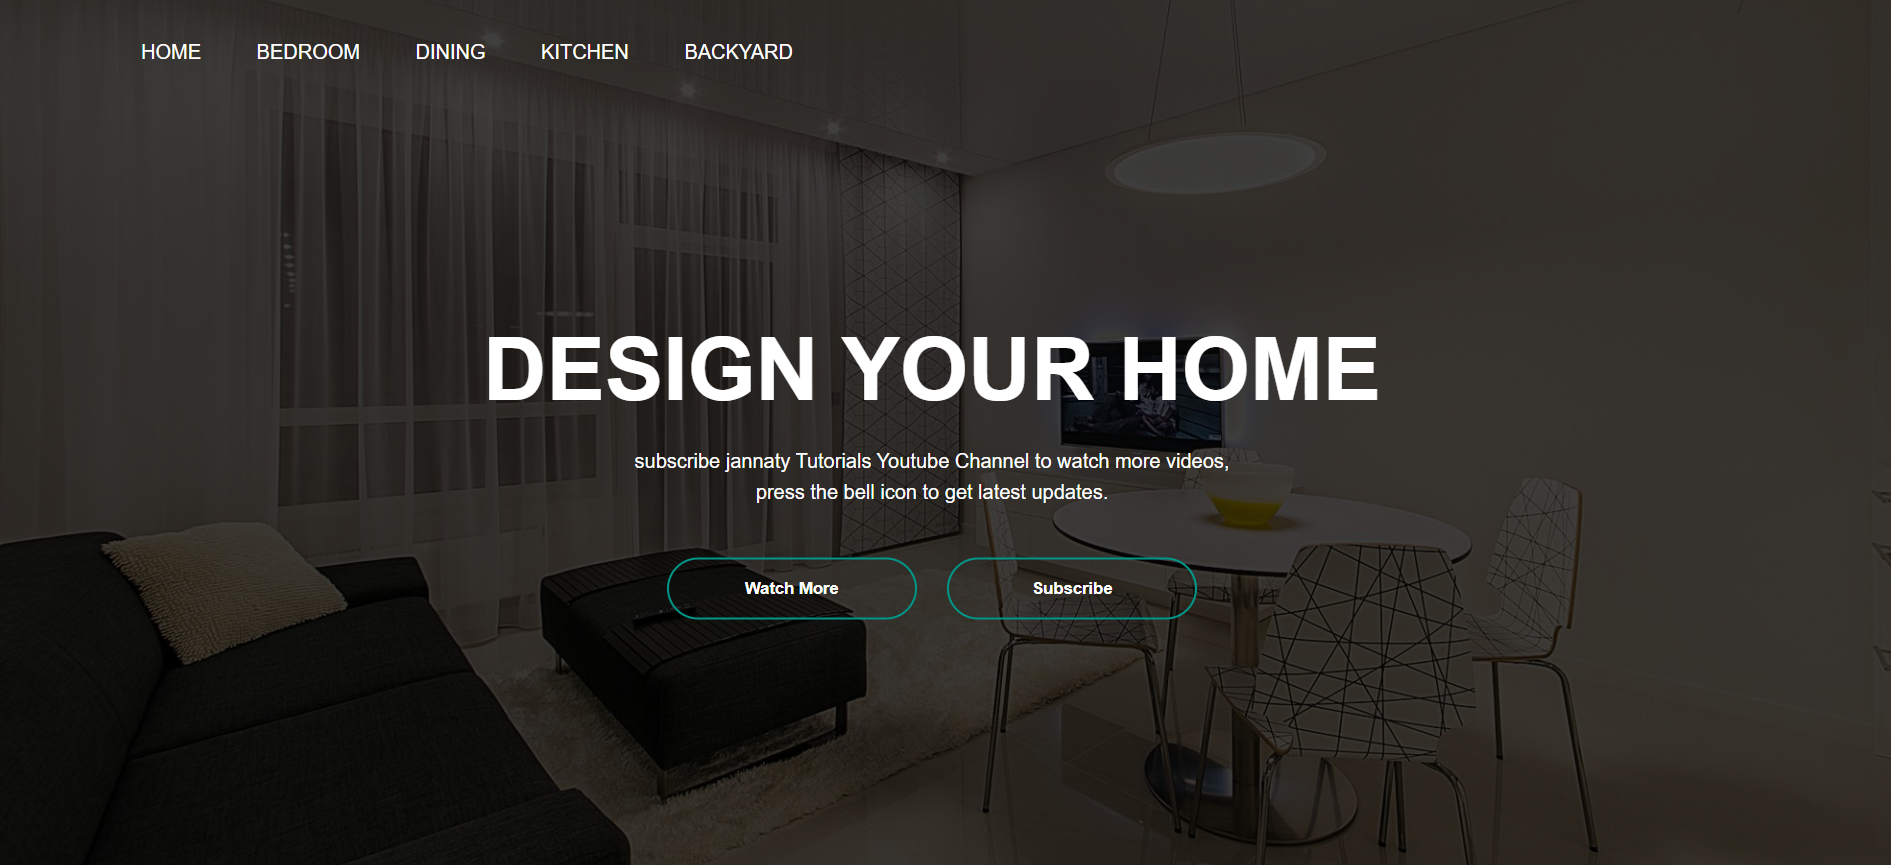 HOME BEDROOM DINING KITCHEN BACKYARD
DESIGN YOUR HOME
subscribe jannaty Tutorials Youtube Channel to watch more videos,
press the bell icon to get latest updates.
Watch More Subscribe